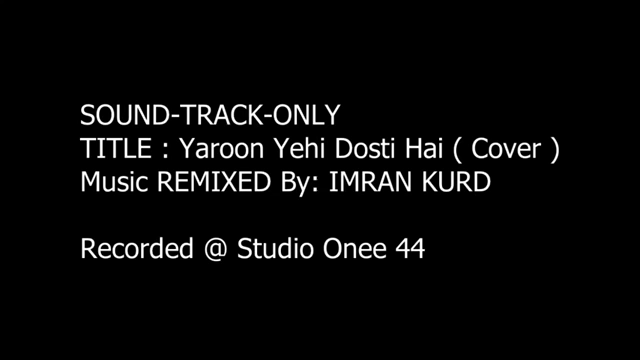 SOUND-TRACK-ONLY
TITLE : Yaroon Yehi Dosti Hai ( Cover )
Music REMIXED By: IMRAN KURD
Recorded @ Studio Onee 44